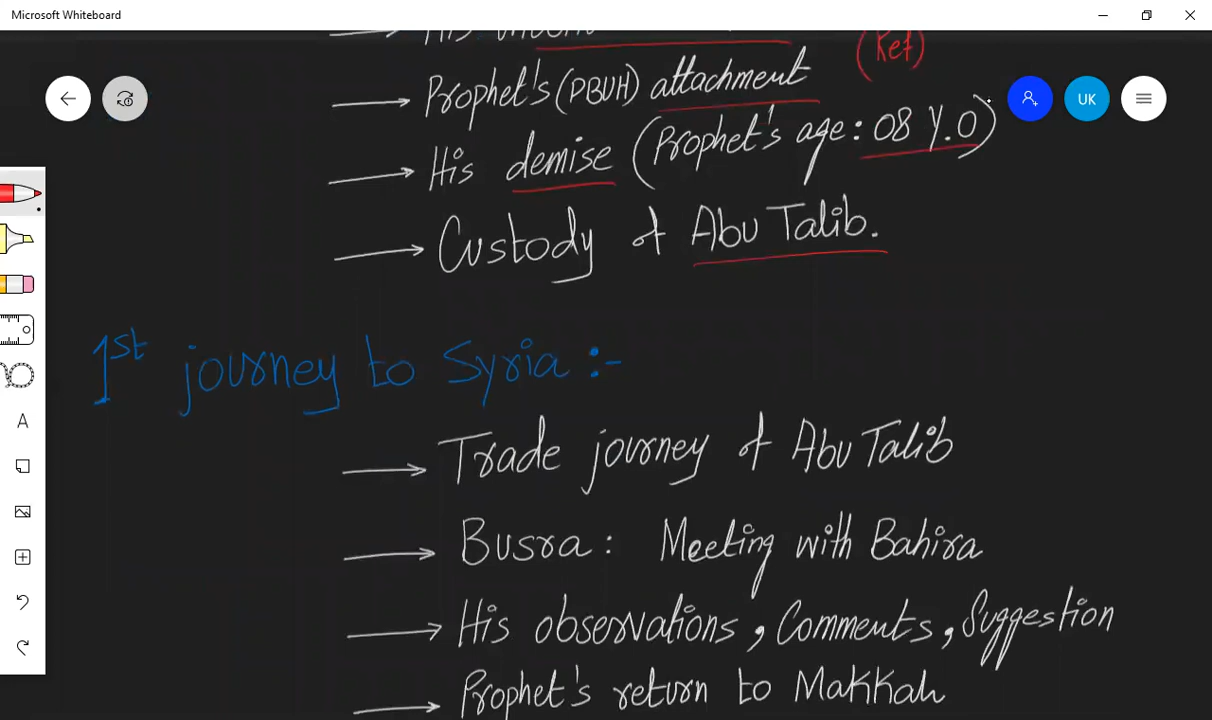 Microsoft Whiteboard
His
(Ref)
→ Prophet's (PBUH) attachment
→ His demise (Prophet's age: 08 Y.O)
→ Custody of Abu Talib.
UK
A
1st journey to Syria :-
→ Trade journey of Abu Talib
→ Busra: Meeting with Bahira
→ His observations, Comments, Suggestion
→ Prophet's return to Makkah